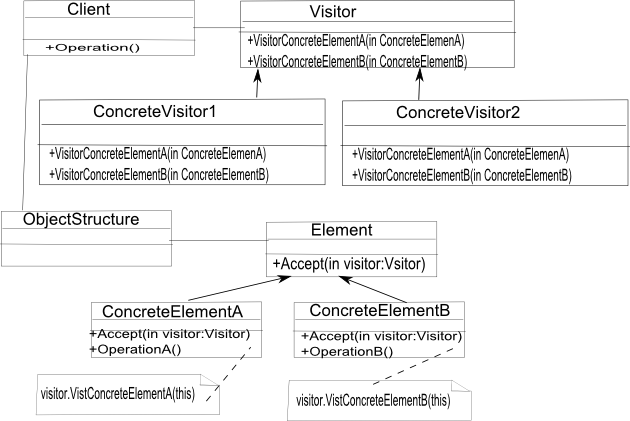 Client
+Operation()
Visitor
+VisitorConcreteElementA(in ConcreteElemenA)
+VisitorConcreteElementB(in ConcreteElementB)
ConcreteVisitor1
+VisitorConcreteElementA(in ConcreteElemenA)
+VisitorConcreteElementB(in ConcreteElementB)
ConcreteVisitor2
+VisitorConcreteElementA(in ConcreteElemenA)
+VisitorConcreteElementB(in ConcreteElementB)
ObjectStructure
Element
+Accept(in visitor:Vsitor)
ConcreteElementA
+Accept(in visitor:Visitor)
+OperationA()
ConcreteElementB
+Accept(in visitor:Visitor)
+OperationB()
visitor.VistConcreteElementA(this)
visitor.VistConcreteElementB(this)